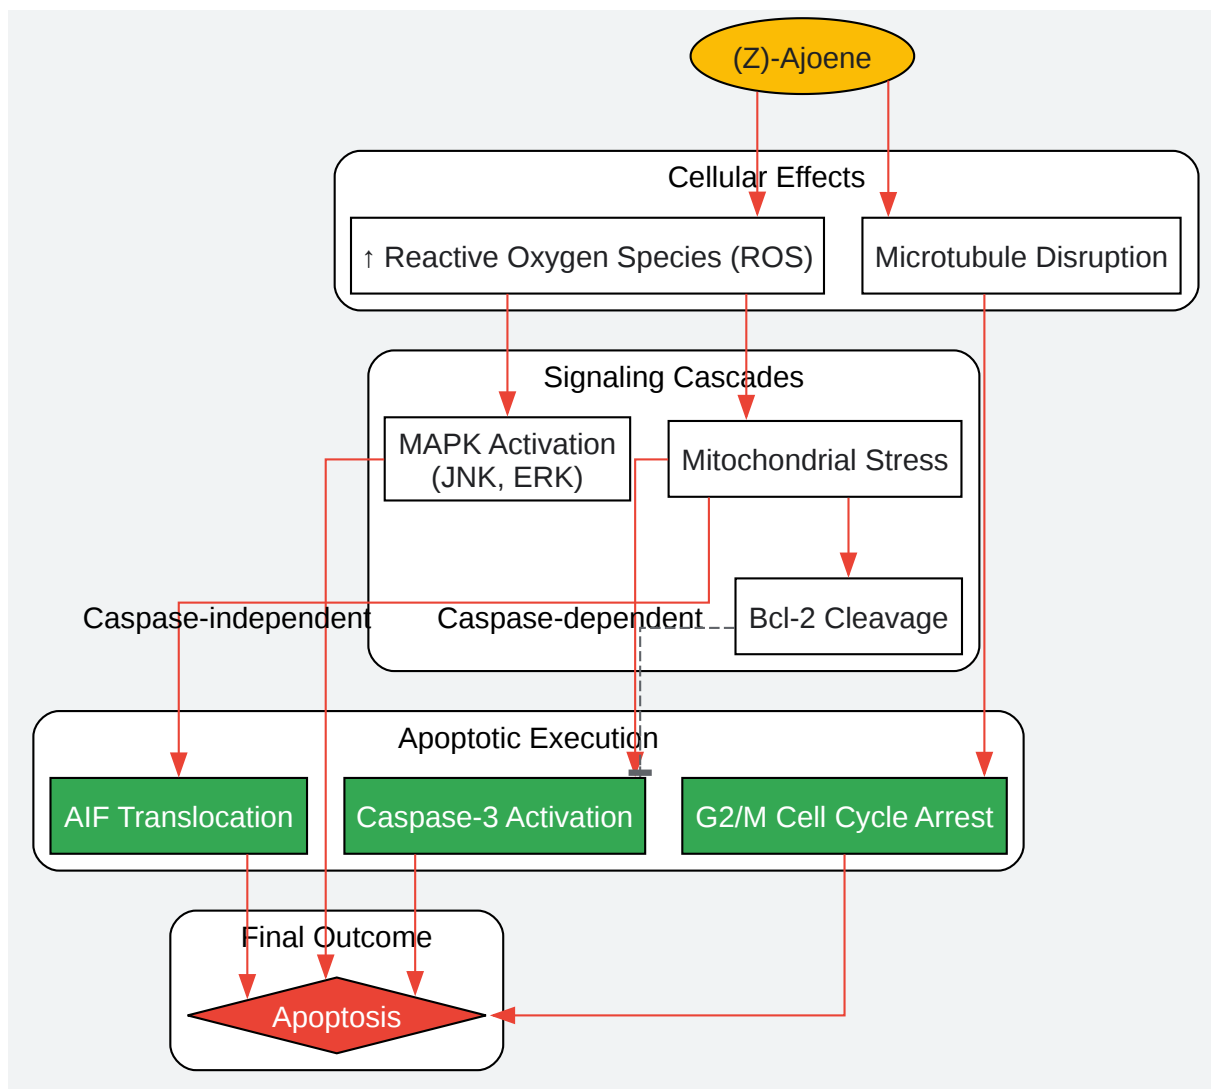 (Z)-Ajoene
Cellular Effects
↑ Reactive Oxygen Species (ROS)
Microtubule Disruption
Signaling Cascades
MAPK Activation
(JNK, ERK)
Mitochondrial Stress
Caspase-independent
Caspase-dependent
Bcl-2 Cleavage
Apoptotic Execution
AIF Translocation
Caspase-3 Activation
G2/M Cell Cycle Arrest
Final Outcome
Apoptosis